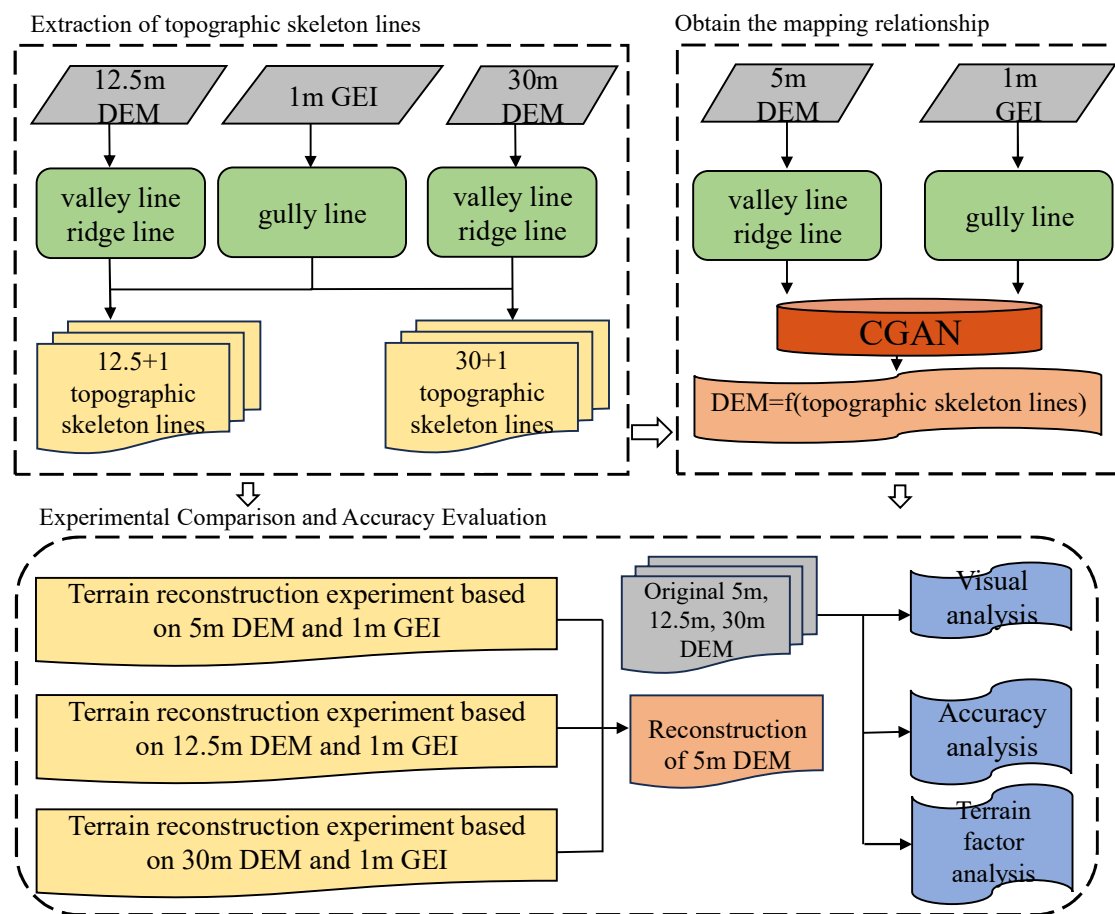 Extraction of topographic skeleton lines
12.5m
DEM
1m GEI
30m
DEM
valley line
ridge line
gully line
valley line
ridge line
12.5+1
topographic
skeleton lines
30+1
topographic
skeleton lines
Obtain the mapping relationship
5m
DEM
1m
GEI
valley line
ridge line
gully line
CGAN
DEM=f(topographic skeleton lines)
Experimental Comparison and Accuracy Evaluation
Terrain reconstruction experiment based
on 5m DEM and 1m GEI
Terrain reconstruction experiment based
on 12.5m DEM and 1m GEI
Terrain reconstruction experiment based
on 30m DEM and 1m GEI
Original 5m,
12.5m, 30m
DEM
Reconstruction
of 5m DEM
Visual
analysis
Accuracy
analysis
Terrain
factor
analysis